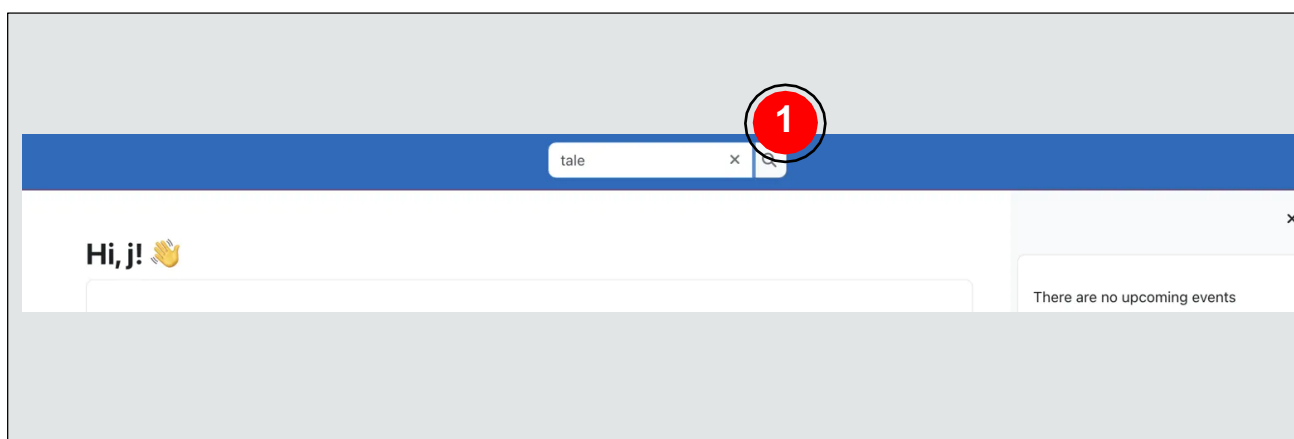 1
tale
Hi, j! 👋
There are no upcoming events